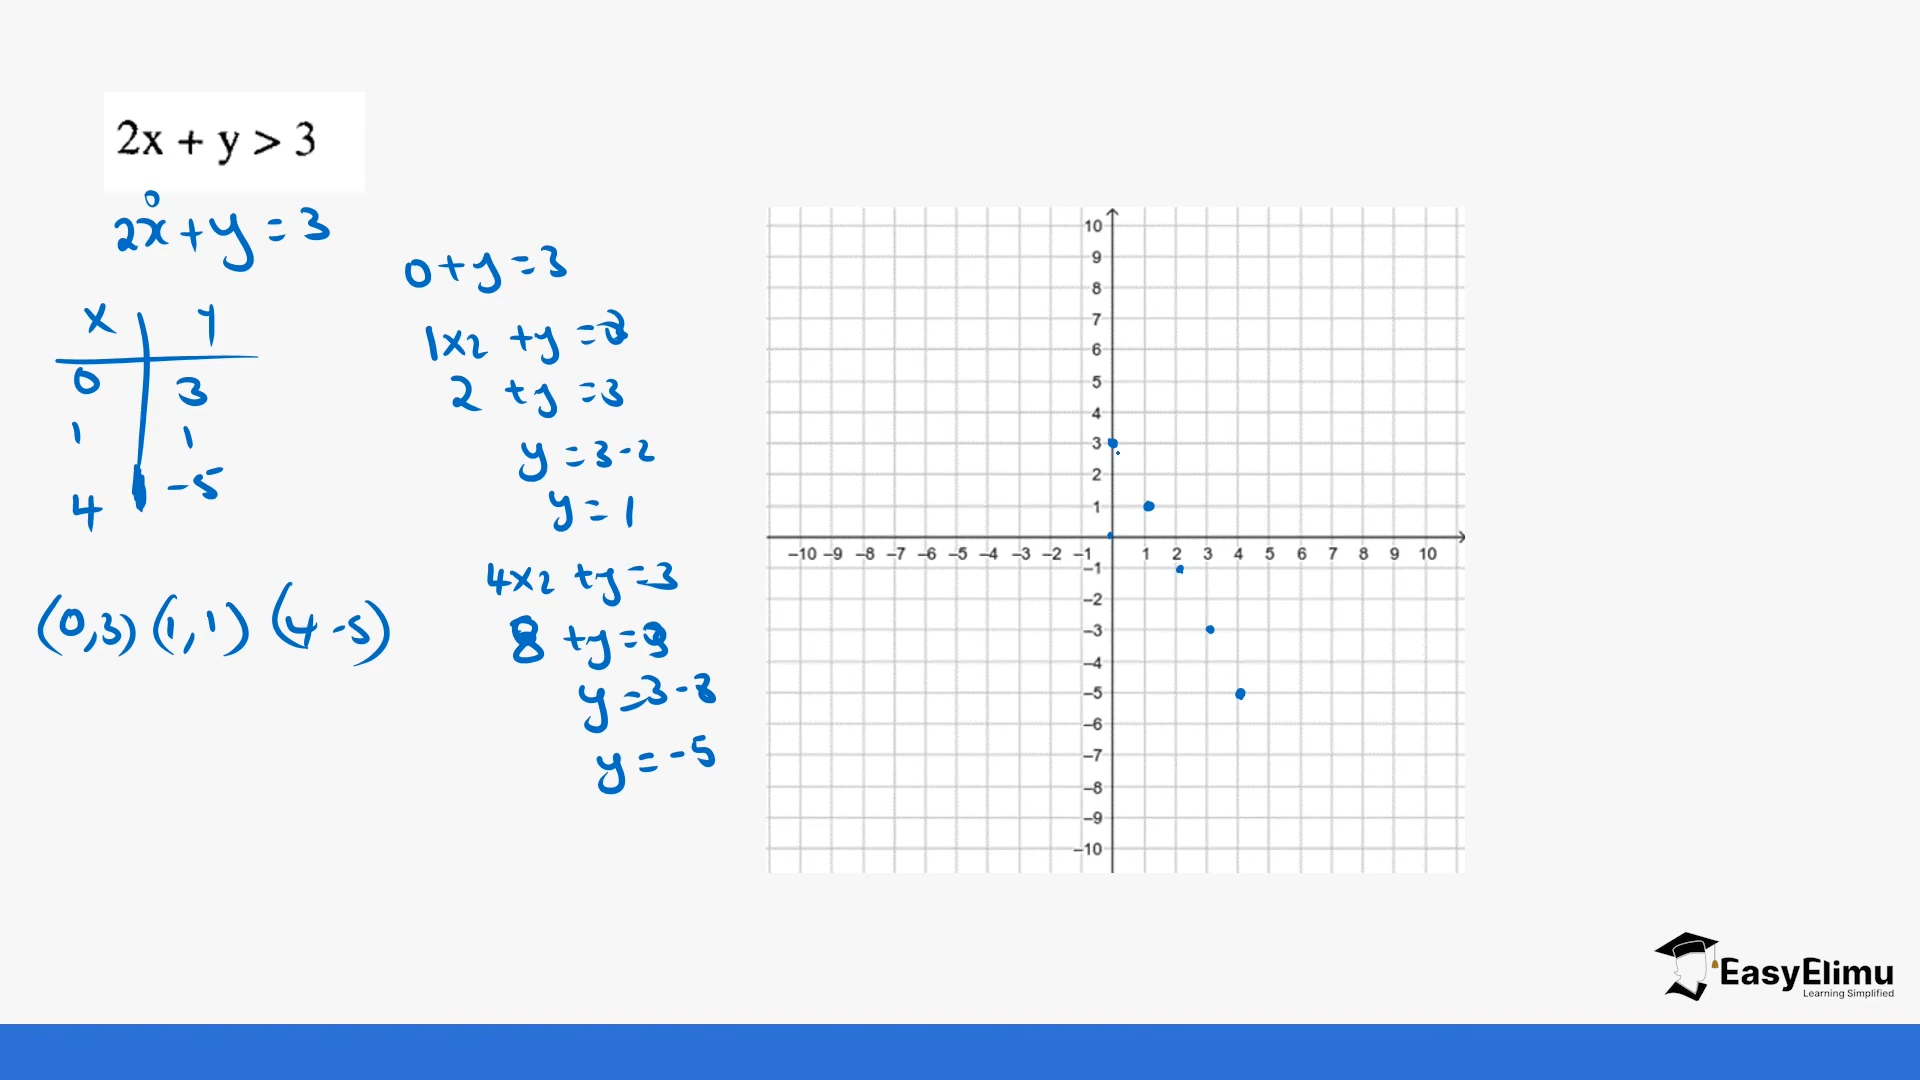 2x + y > 3
0
2x + y = 3
x y
0 3
1 1
4 -5
(0,3) (1,1) (4 -5)
0 + y = 3
1x2 + y = 3
2 + y = 3
y = 3 - 2
y = 1
4x2 + y = 3
8 + y = 3
y = 3 - 8
y = -5
10
9
8
7
6
5
4
3
2
1
–10 –9 –8 –7 –6 –5 –4 –3 –2 –1 1 2 3 4 5 6 7 8 9 10
–1
–2
–3
–4
–5
–6
–7
–8
–9
–10
EasyElimu
Learning Simplified